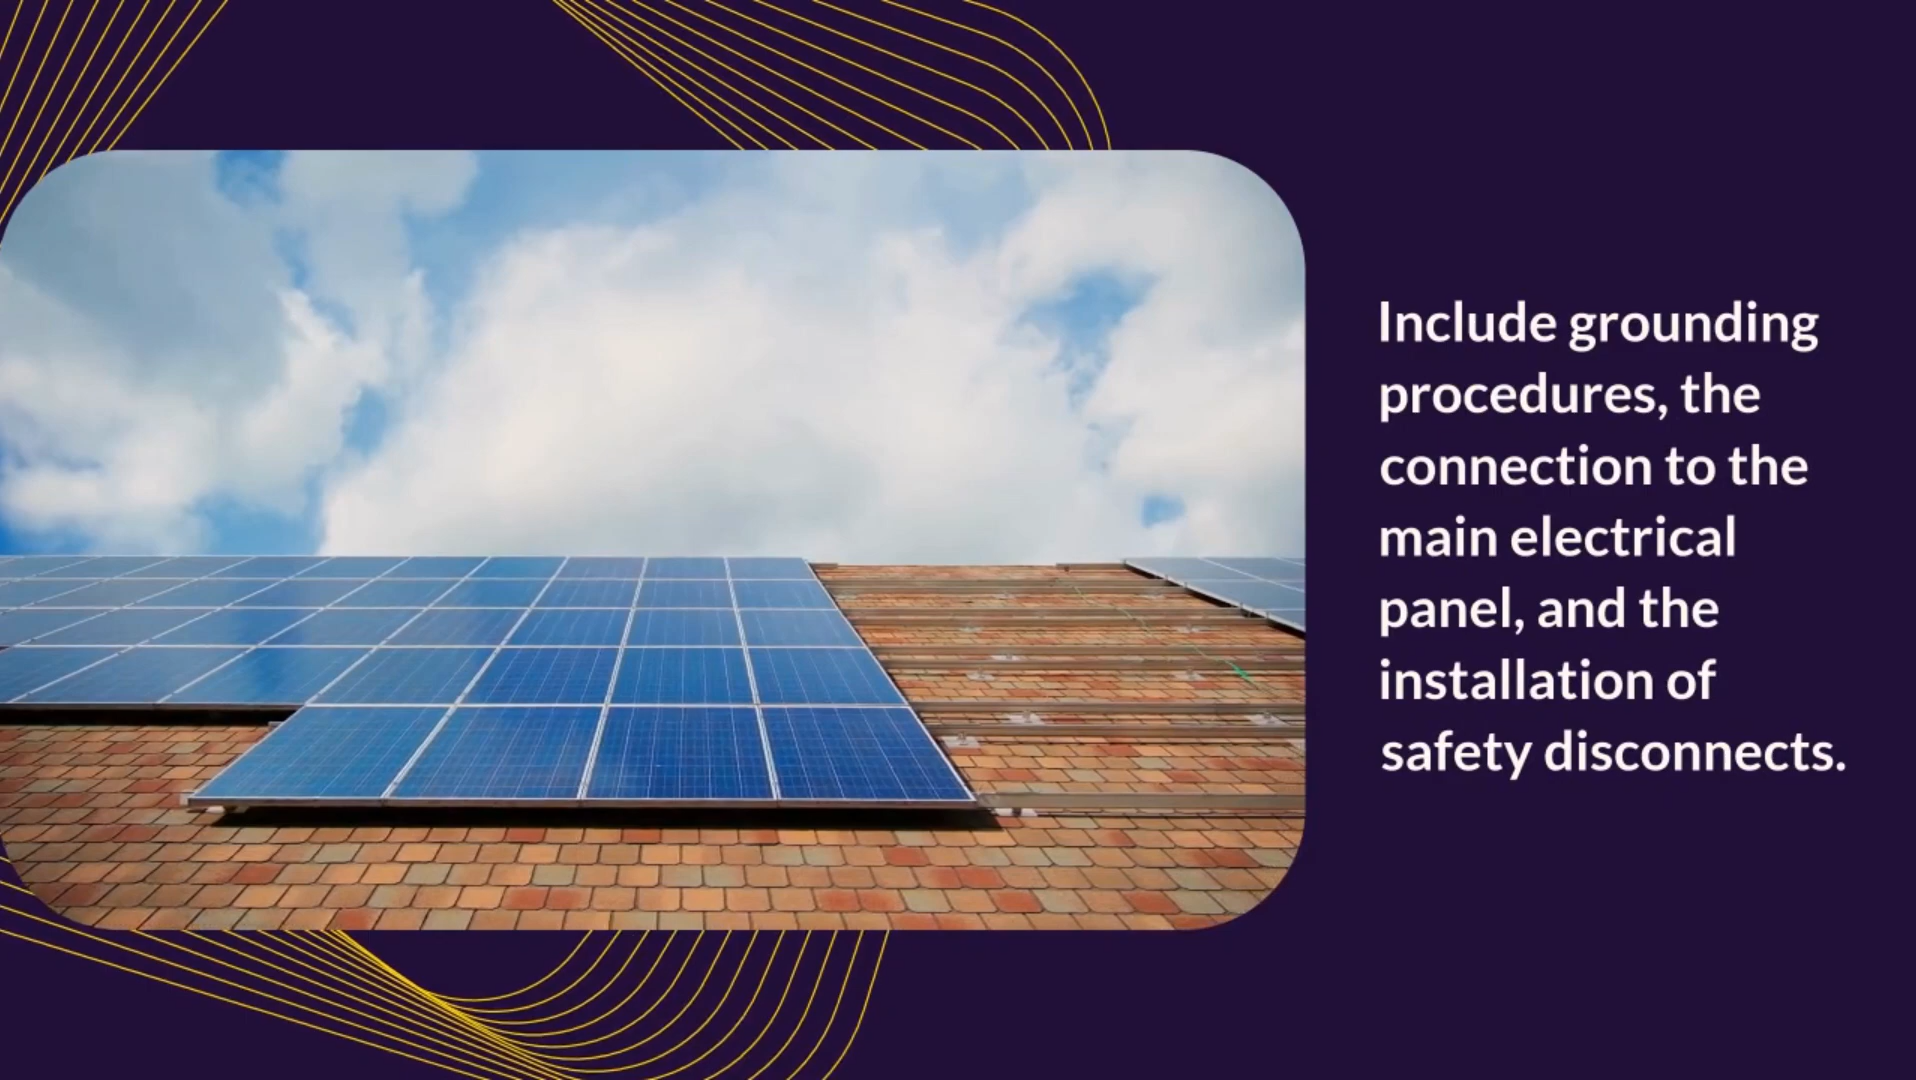 Include grounding
procedures, the
connection to the
main electrical
panel, and the
installation of
safety disconnects.